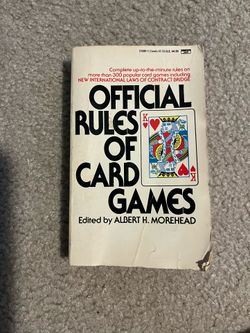 Complete up-to-the-minute rules on
more than 300 popular card games including
NEW INTERNATIONAL LAWS OF CONTRACT BRIDGE
OFFICIAL
RULES
OF
CARD
GAMES
K
Edited by ALBERT H. MOREHEAD